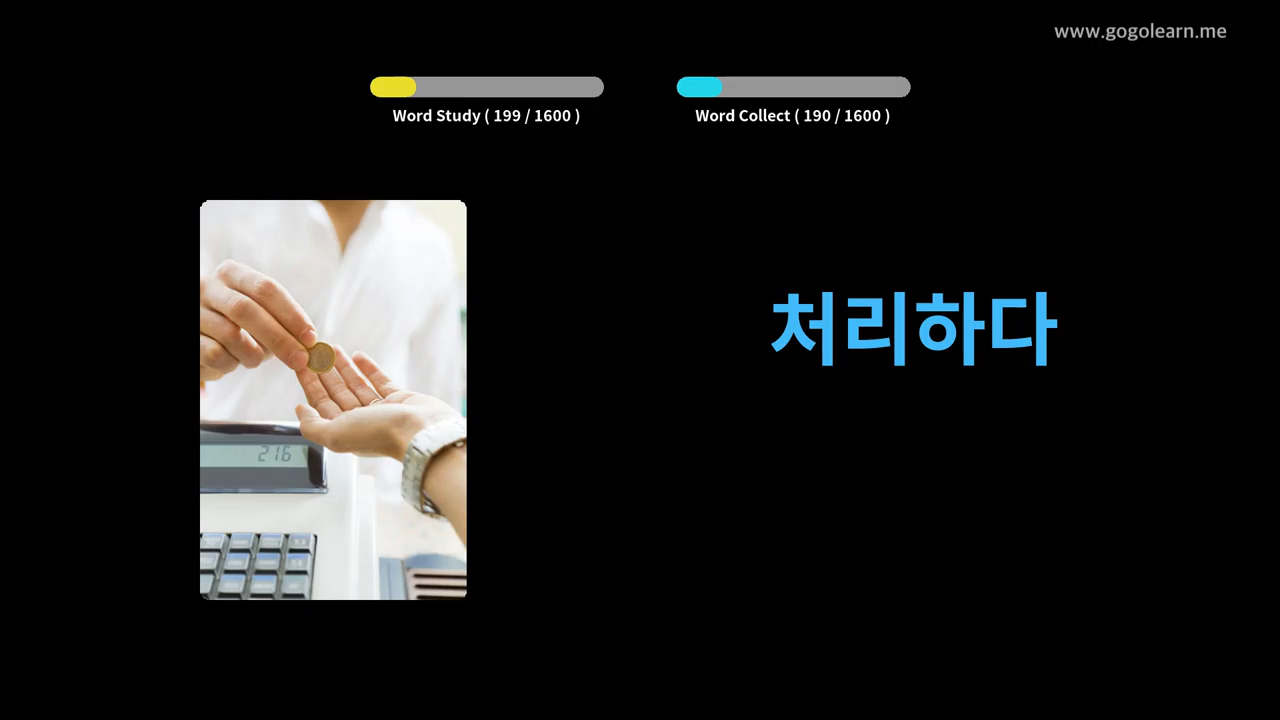 www.gogolearn.me
Word Study ( 199 / 1600 )
Word Collect ( 190 / 1600 )
처리하다
216